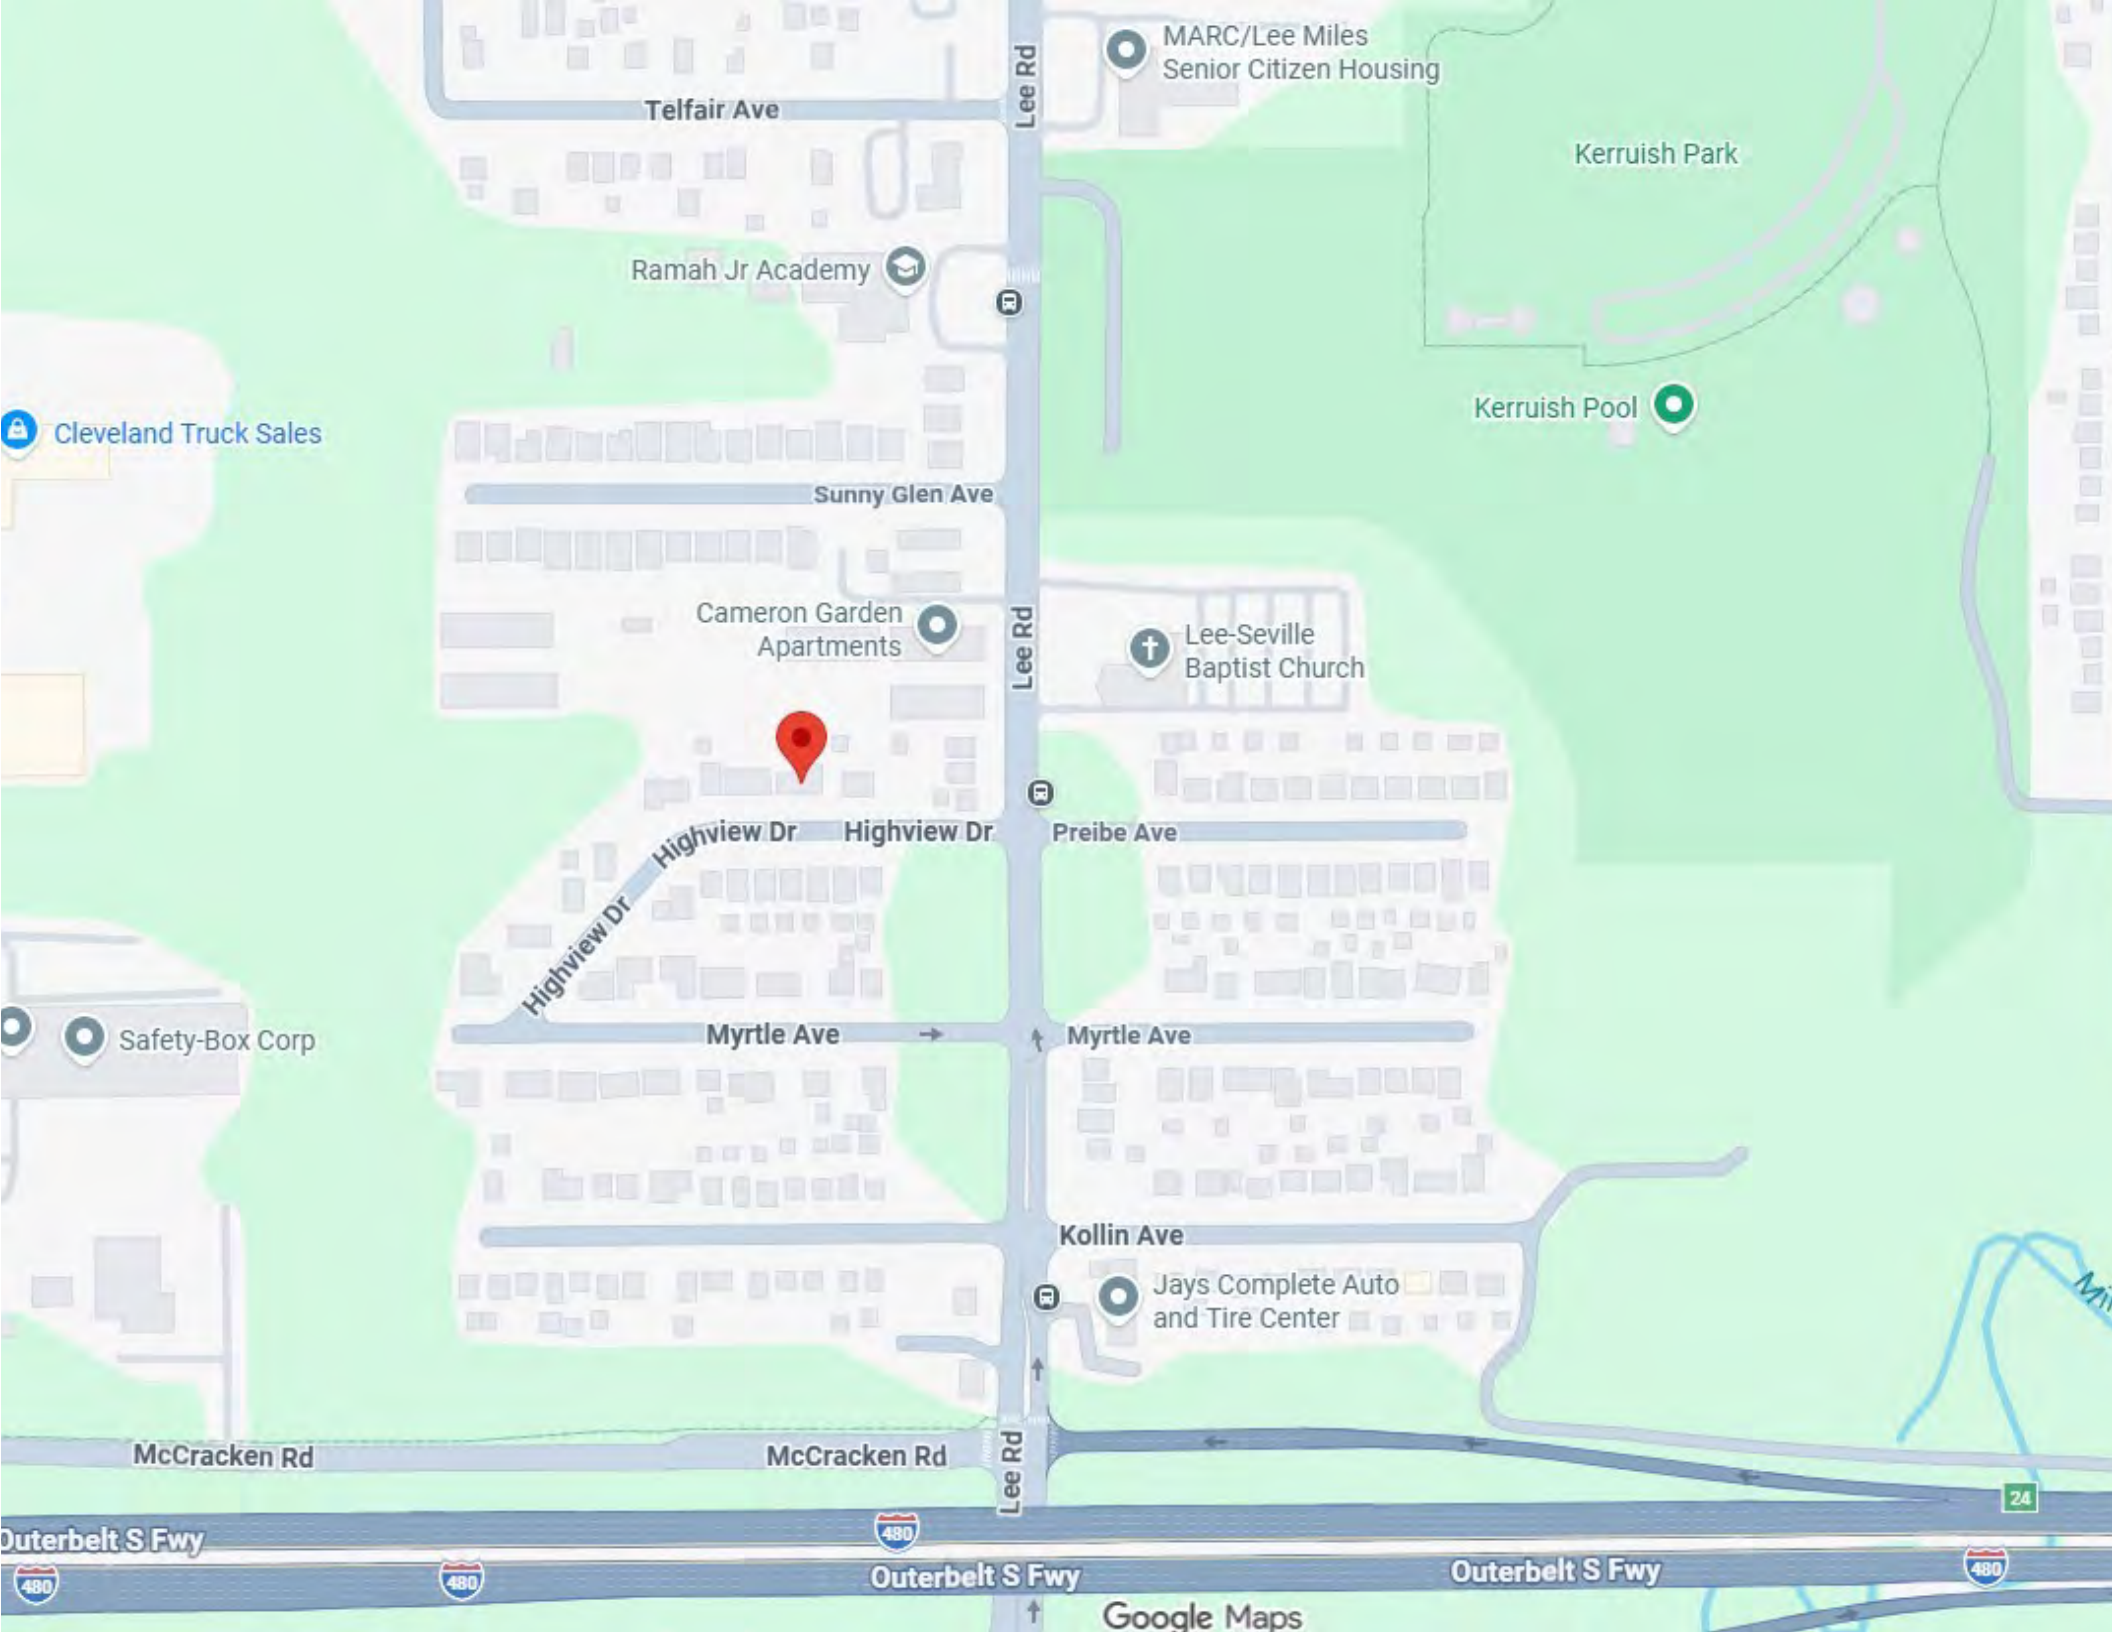 MARC/Lee Miles
Senior Citizen Housing
Lee Rd
Telfair Ave
Kerruish Park
Ramah Jr Academy
Kerruish Pool
Cleveland Truck Sales
Sunny Glen Ave
Cameron Garden
Apartments
Lee Rd
Lee-Seville
Baptist Church
Highview Dr
Highview Dr
Highview Dr
Preibe Ave
Myrtle Ave
Myrtle Ave
Safety-Box Corp
Kollin Ave
Jays Complete Auto
and Tire Center
McCracken Rd
McCracken Rd
Lee Rd
24
Outerbelt S Fwy
480
480
480
480
Outerbelt S Fwy
Outerbelt S Fwy
Google Maps